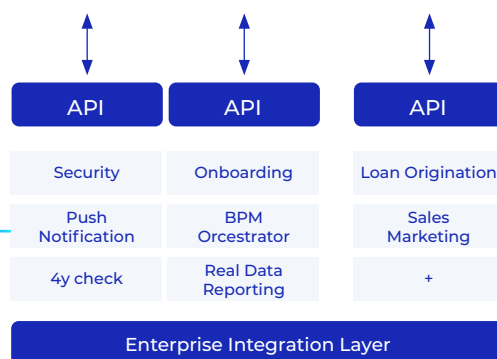 API
API
API
Security
Onboarding
Loan Origination
Push
Notification
BPM
Orcestrator
Sales
Marketing
4y check
Real Data
Reporting
+
Enterprise Integration Layer